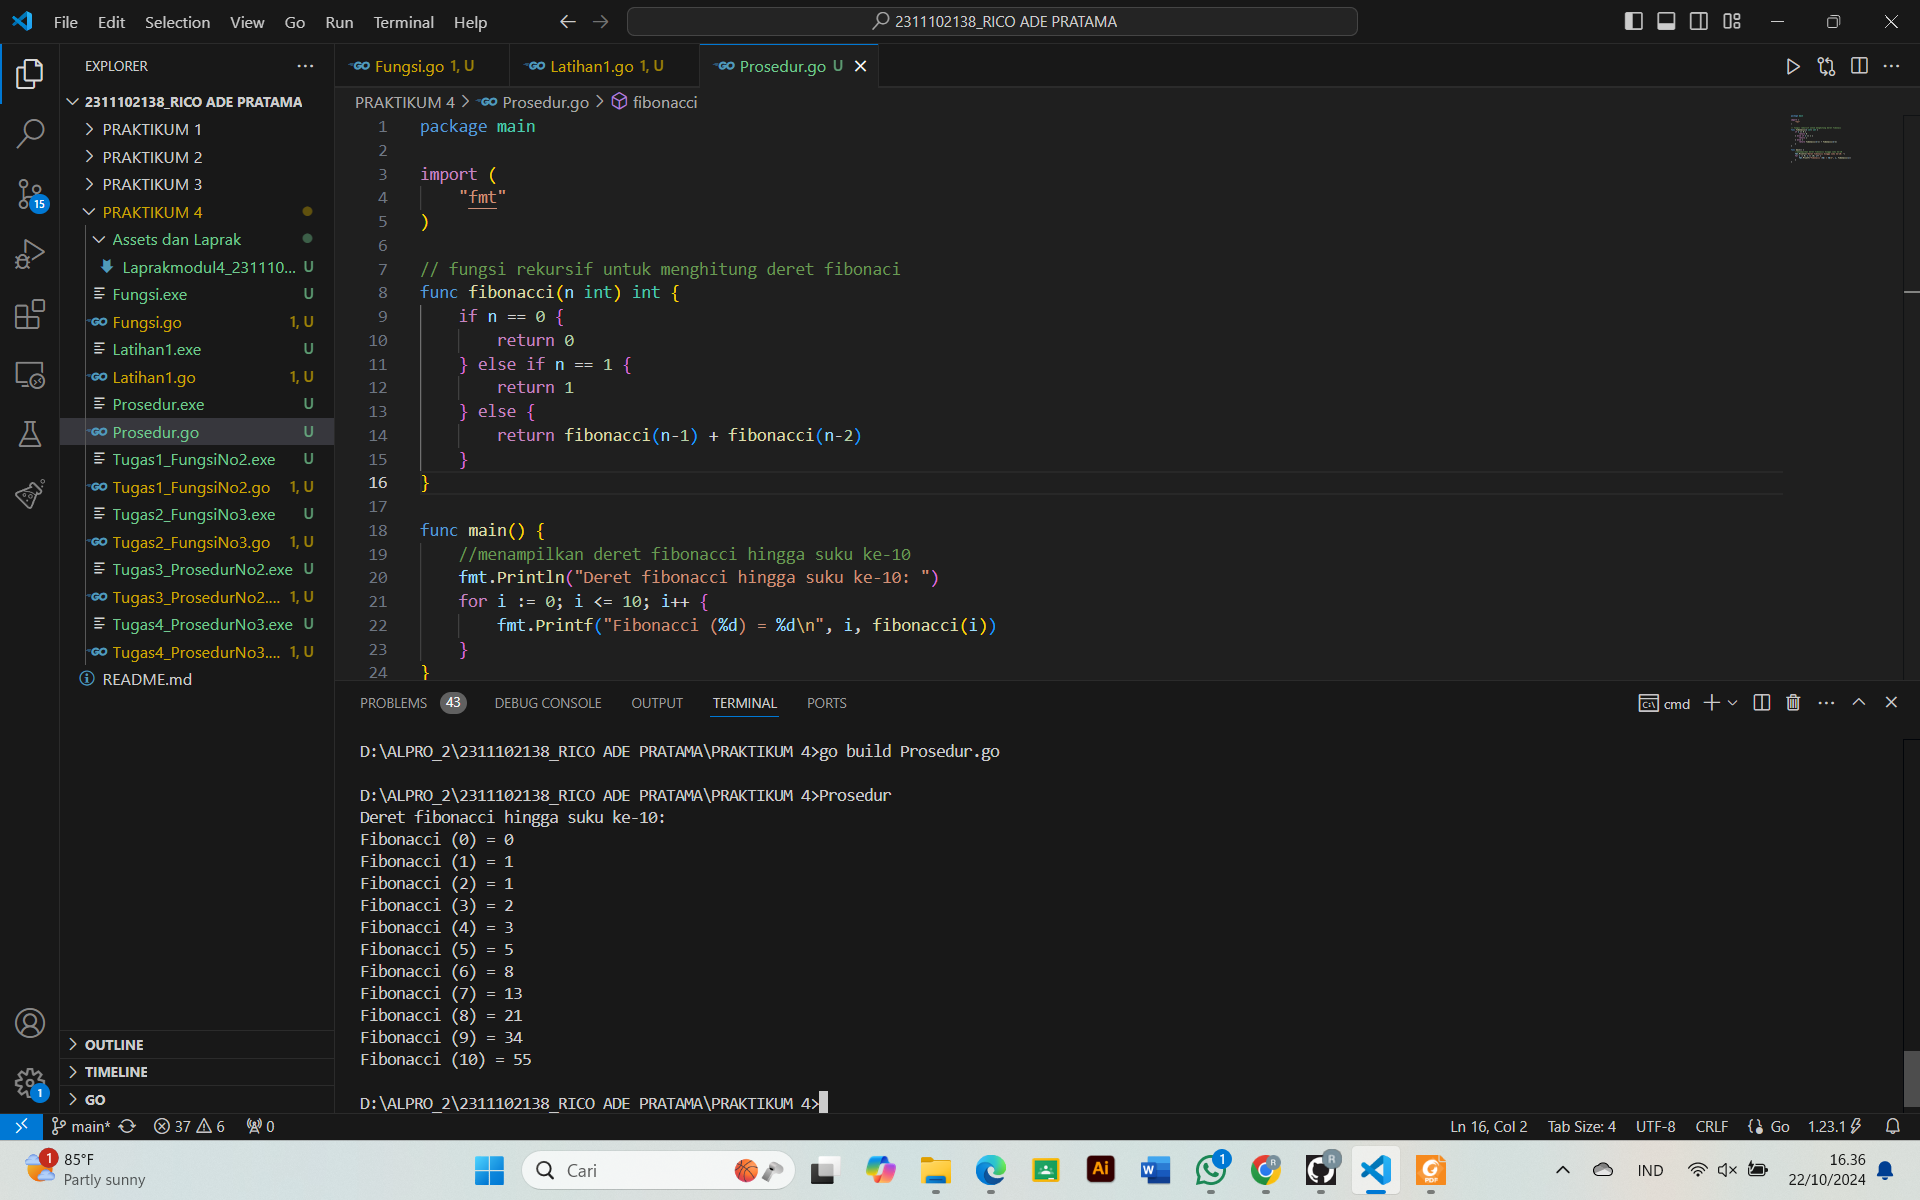 File Edit Selection View Go Run Terminal Help
2311102138_RICO ADE PRATAMA
EXPLORER
2311102138_RICO ADE PRATAMA
PRAKTIKUM 1
PRAKTIKUM 2
PRAKTIKUM 3
PRAKTIKUM 4
Assets dan Laprak
Laprakmodul4_231110... U
Fungsi.exe U
Fungsi.go 1, U
Latihan1.exe U
Latihan1.go 1, U
Prosedur.exe U
Prosedur.go U
Tugas1_FungsiNo2.exe U
Tugas1_FungsiNo2.go 1, U
Tugas2_FungsiNo3.exe U
Tugas2_FungsiNo3.go 1, U
Tugas3_ProsedurNo2.exe U
Tugas3_ProsedurNo2.... 1, U
Tugas4_ProsedurNo3.exe U
Tugas4_ProsedurNo3.... 1, U
README.md
15
OUTLINE
TIMELINE
GO
1
Fungsi.go 1, U Latihan1.go 1, U Prosedur.go U
PRAKTIKUM 4 > Prosedur.go > fibonacci
1 package main
2
3 import (
4 "fmt"
5 )
6
7 // fungsi rekursif untuk menghitung deret fibonaci
8 func fibonacci(n int) int {
9 if n == 0 {
10 return 0
11 } else if n == 1 {
12 return 1
13 } else {
14 return fibonacci(n-1) + fibonacci(n-2)
15 }
16 }
17
18 func main() {
19 //menampilkan deret fibonacci hingga suku ke-10
20 fmt.Println("Deret fibonacci hingga suku ke-10: ")
21 for i := 0; i <= 10; i++ {
22 fmt.Printf("Fibonacci (%d) = %d\n", i, fibonacci(i))
23 }
24 }
PROBLEMS 43 DEBUG CONSOLE OUTPUT TERMINAL PORTS
cmd
D:\ALPRO_2\2311102138_RICO ADE PRATAMA\PRAKTIKUM 4>go build Prosedur.go
D:\ALPRO_2\2311102138_RICO ADE PRATAMA\PRAKTIKUM 4>Prosedur
Deret fibonacci hingga suku ke-10:
Fibonacci (0) = 0
Fibonacci (1) = 1
Fibonacci (2) = 1
Fibonacci (3) = 2
Fibonacci (4) = 3
Fibonacci (5) = 5
Fibonacci (6) = 8
Fibonacci (7) = 13
Fibonacci (8) = 21
Fibonacci (9) = 34
Fibonacci (10) = 55
D:\ALPRO_2\2311102138_RICO ADE PRATAMA\PRAKTIKUM 4>
main* 37 6 0 Ln 16, Col 2 Tab Size: 4 UTF-8 CRLF Go 1.23.1
1 85°F
Partly sunny
Cari
Ai
W
1
R
R
PDF
IND
16.36
22/10/2024